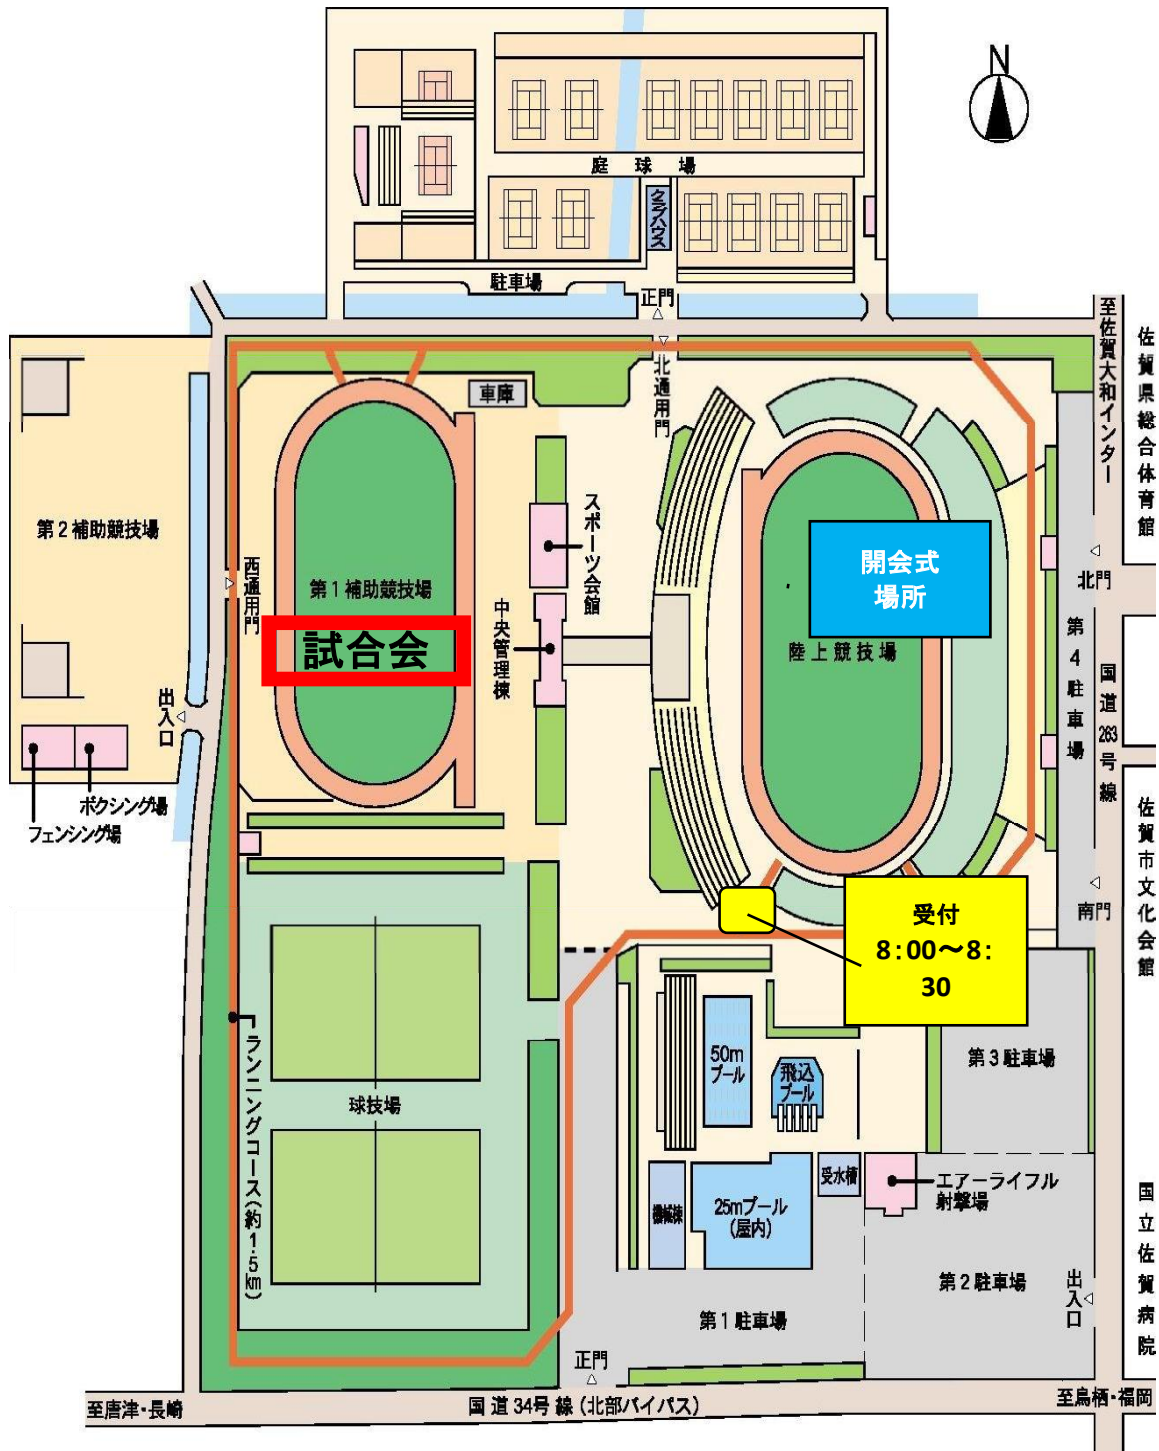 N
庭球場
クラブハウス
駐車場
正門
至佐賀大和インター
佐賀県総合体育館
北通用門
車庫
第2補助競技場
西通用門
第1補助競技場
試合会
スポーツ会館
中央管理棟
開会式
場所
陸上競技場
北門
第4駐車場
国道263号線
出入口
ボクシング場
フェンシング場
佐賀市文化会館
南門
受付
8:00～8:
30
ランニングコース(約1.5km)
球技場
50m
プール
飛込
プール
第3駐車場
機械棟
25mプール
(屋内)
受水槽
エアーライフル
射撃場
国立佐賀病院
第2駐車場
出入口
第1駐車場
正門
至唐津・長崎
国道34号線(北部バイパス)
至鳥栖・福岡